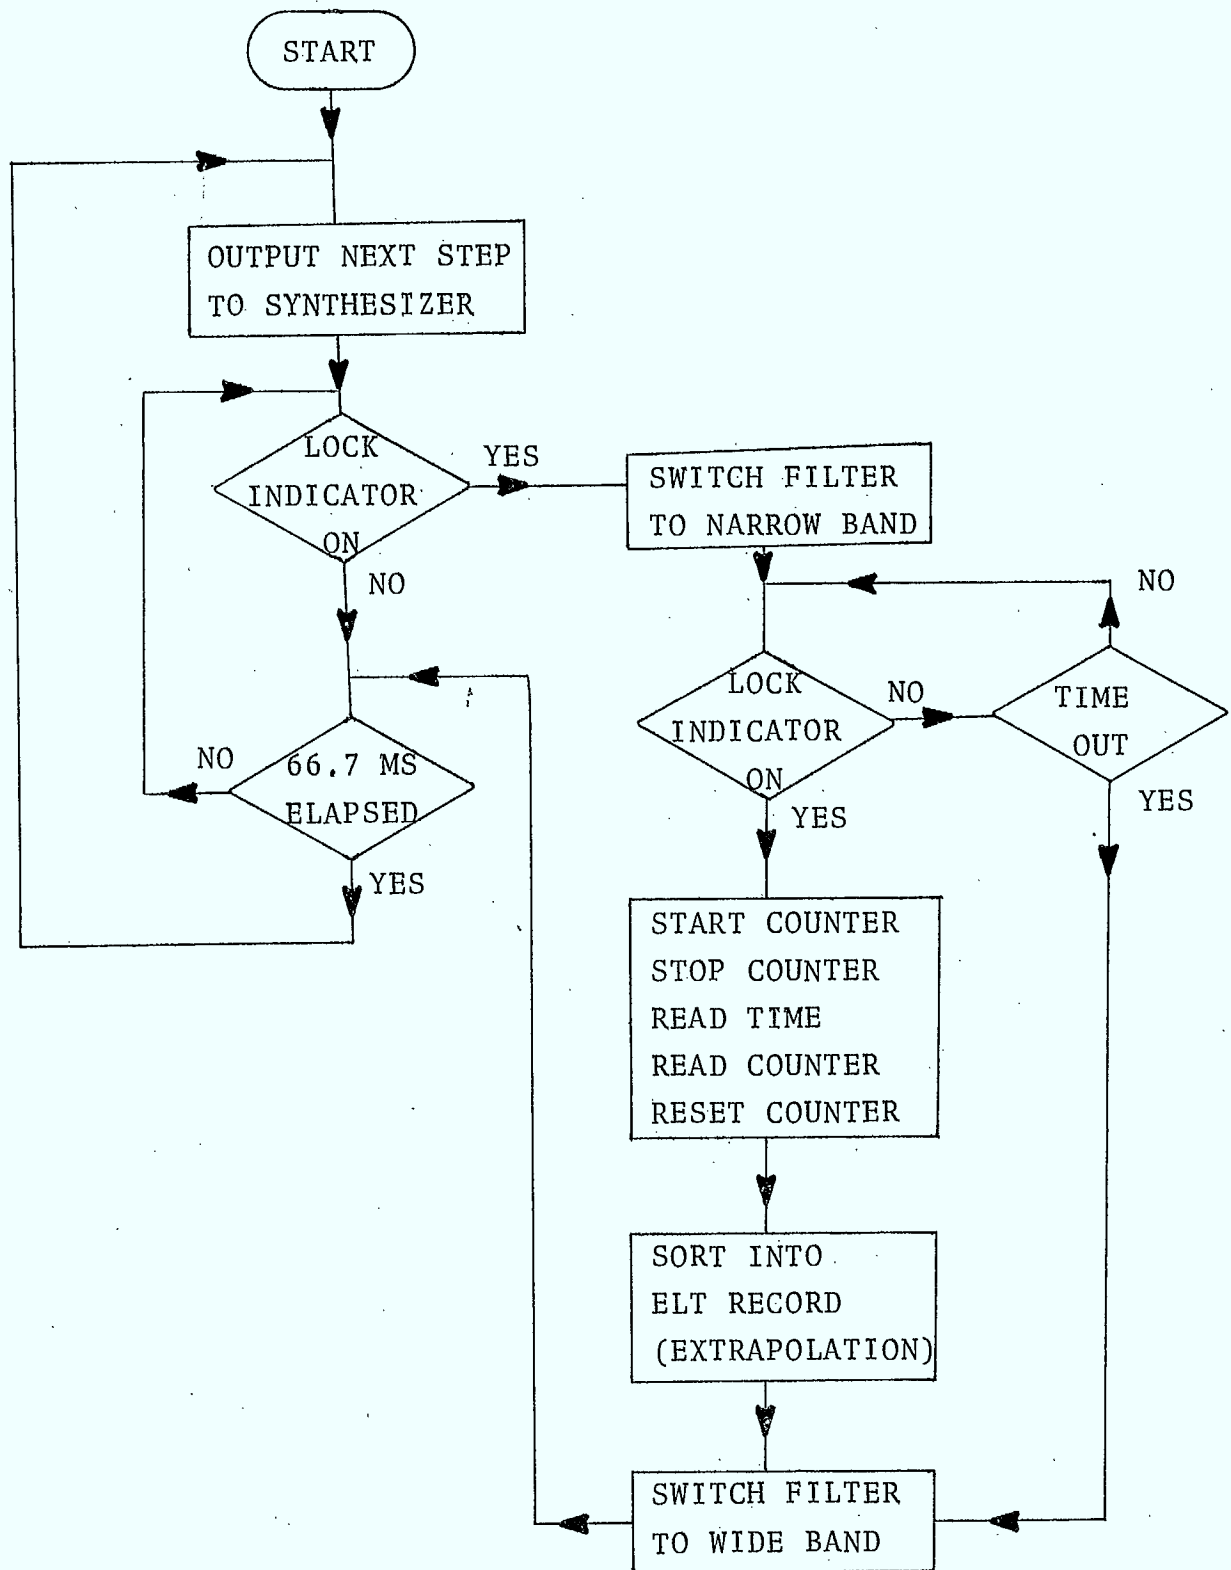 START
OUTPUT NEXT STEP
TO SYNTHESIZER
LOCK
INDICATOR
ON
YES
NO
66.7 MS
ELAPSED
NO
YES
SWITCH FILTER
TO NARROW BAND
LOCK
INDICATOR
ON
NO
YES
TIME
OUT
NO
YES
START COUNTER
STOP COUNTER
READ TIME
READ COUNTER
RESET COUNTER
SORT INTO
ELT RECORD
(EXTRAPOLATION)
SWITCH FILTER
TO WIDE BAND